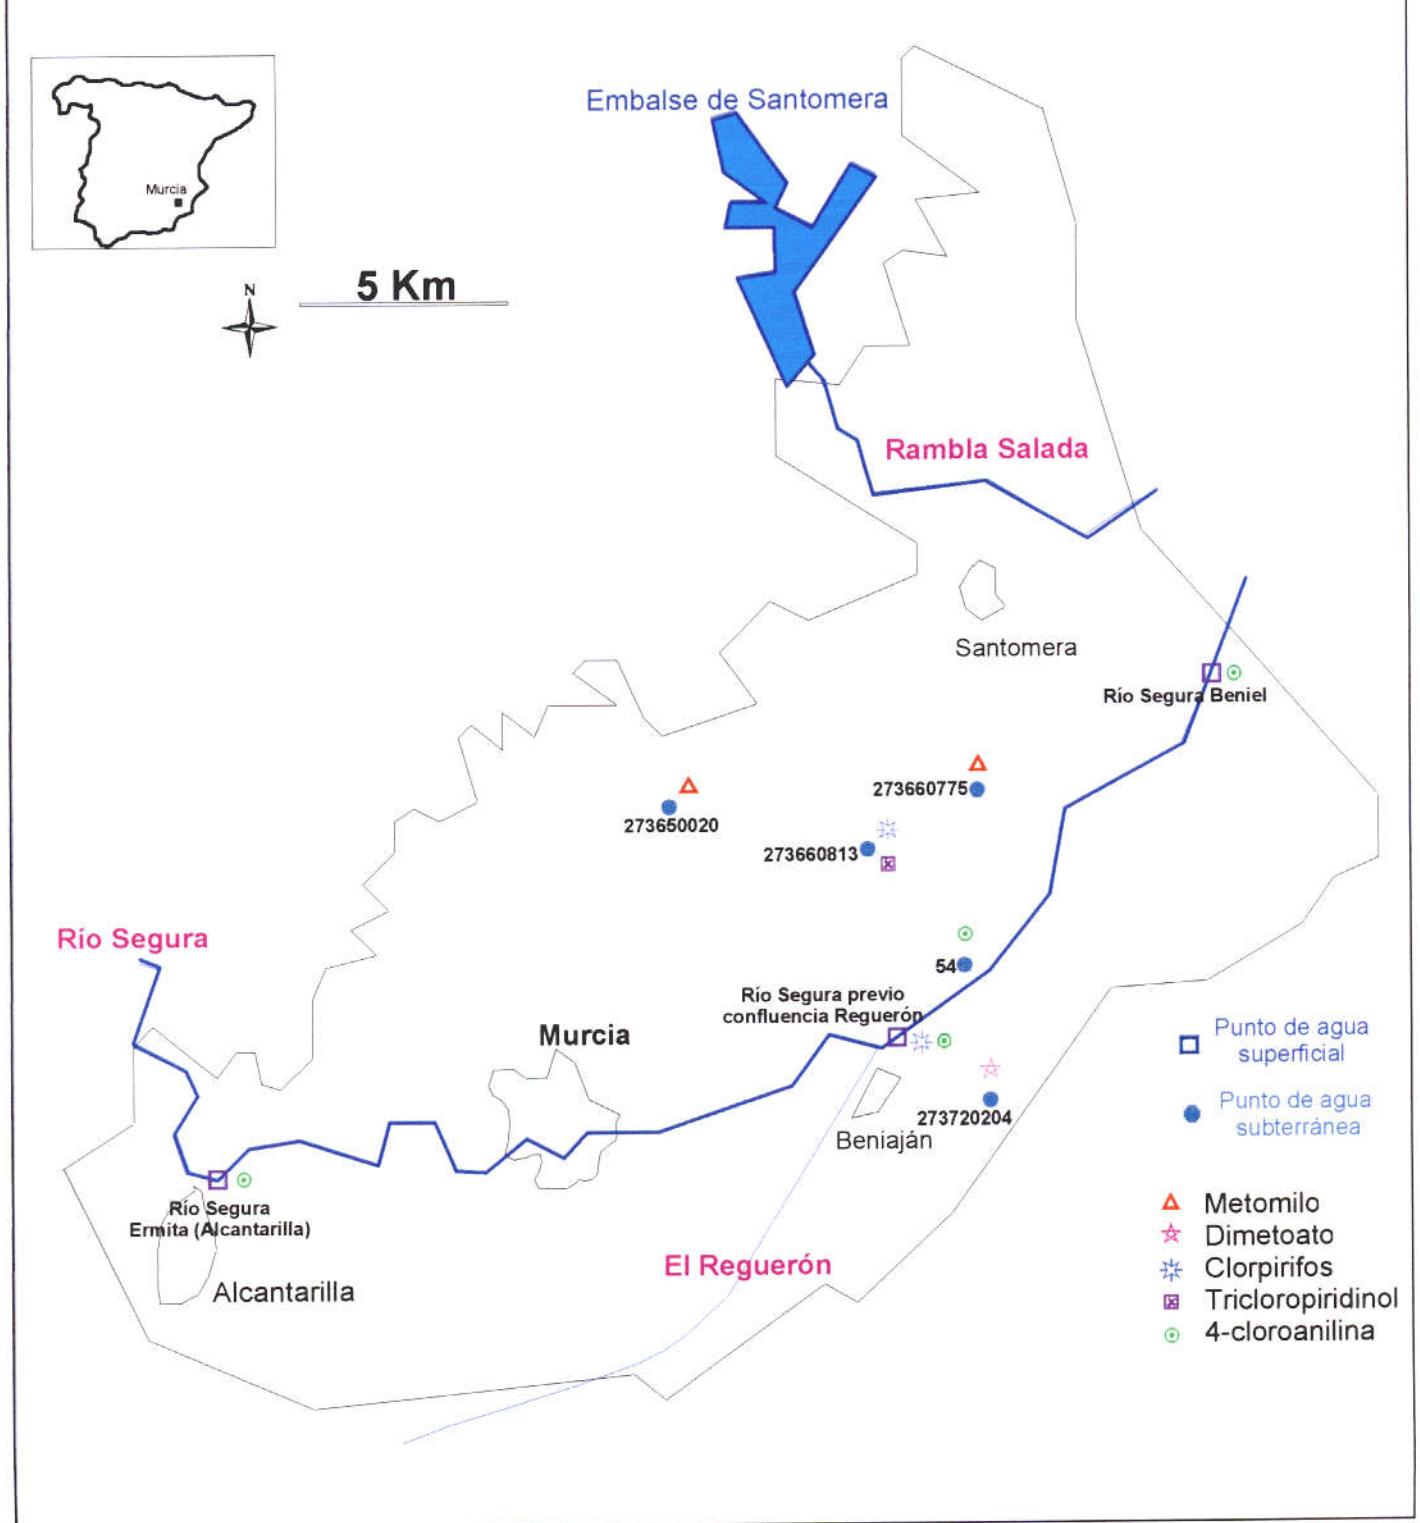 Embalse de Santomera
Murcia
N
5 Km
Rambla Salada
Santomera
Río Segura Beniel
273660775
273650020
273660813
Río Segura
54
Río Segura previo
confluencia Reguerón
Murcia
Punto de agua
superficial
273720204
Punto de agua
subterránea
Beniaján
Río Segura
Ermita (Alcantarilla)
Metomilo
Dimetoato
El Reguerón
Clorpirifos
Alcantarilla
Tricloropiridinol
4-cloroanilina